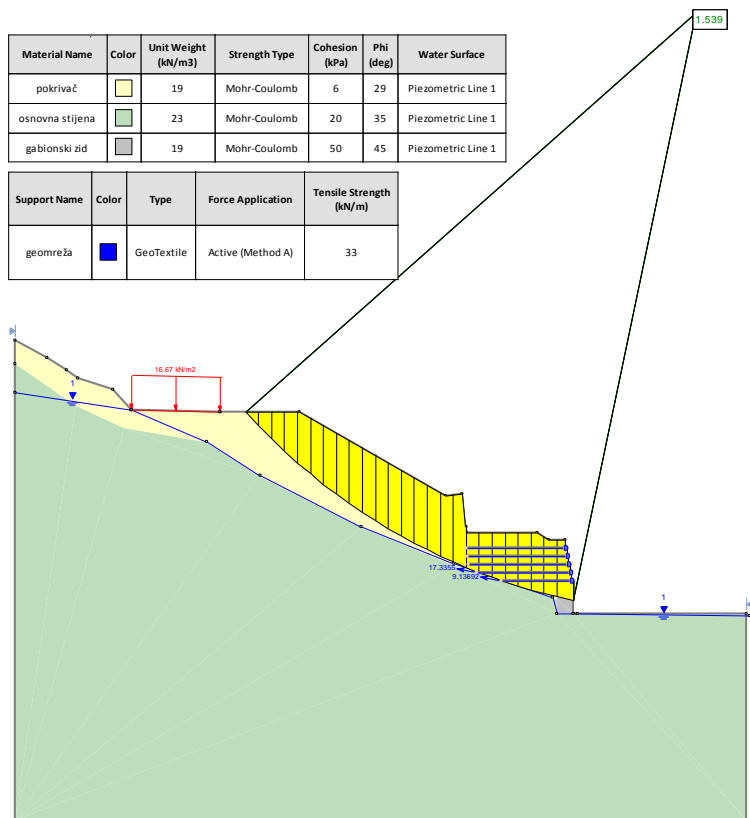 1.539
Material Name Color Unit Weight (kN/m3) Strength Type Cohesion (kPa) Phi (deg) Water Surface
pokrivač 19 Mohr-Coulomb 6 29 Piezometric Line 1
osnovna stijena 23 Mohr-Coulomb 20 35 Piezometric Line 1
gabionski zid 19 Mohr-Coulomb 50 45 Piezometric Line 1
Support Name Color Type Force Application Tensile Strength (kN/m)
geomreža GeoTextile Active (Method A) 33
16.67 kN/m2
1
17.3355
9.13692
1